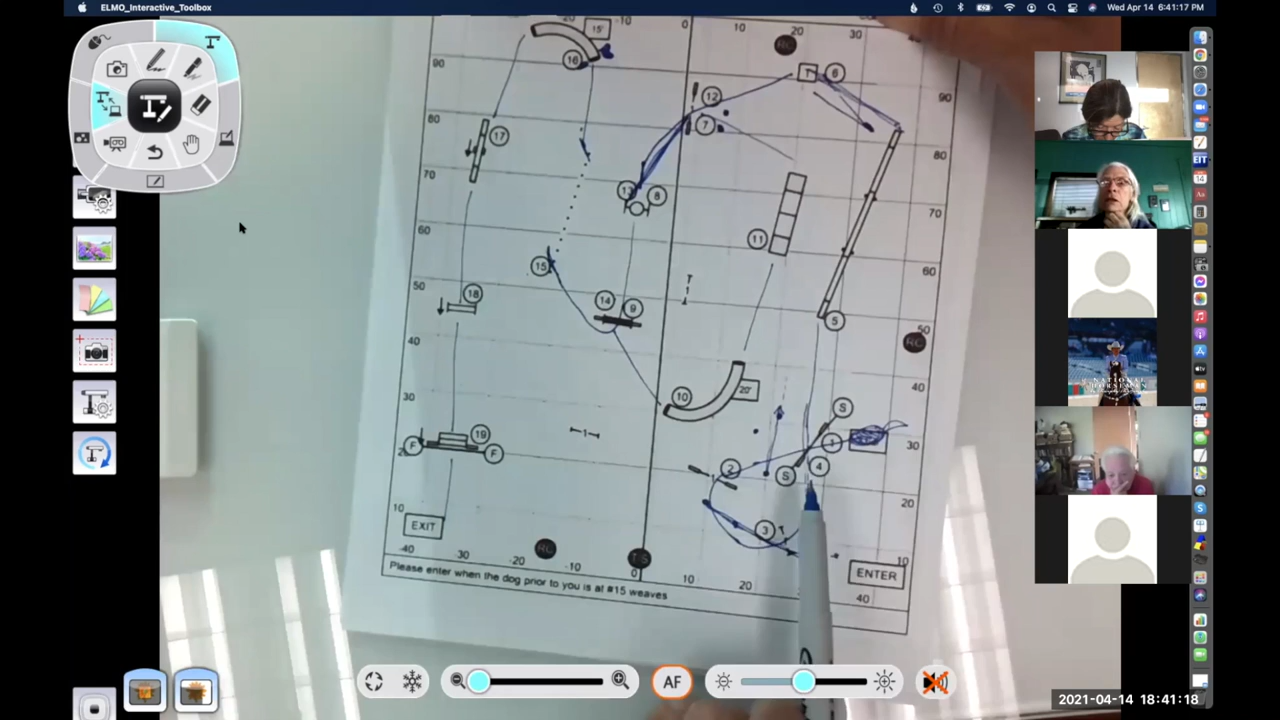 ELMO_Interactive_Toolbox
Wed Apr 14 6:41:17 PM
-10 0 20 30
15'
RC
16
6
90
90
12
7
80
80
17
70
8
70
60
11
60
15
50
18
14
9
1
5
50
RC
40
40
10
20'
30
S
1
30
19
2
4
S
F
F
20
10
3
EXIT
RC
TS
10
ENTER
-40 -30 -20 -10 0 10 20 40
Please enter when the dog prior to you is at #15 weaves
AF
2021-04-14 18:41:18